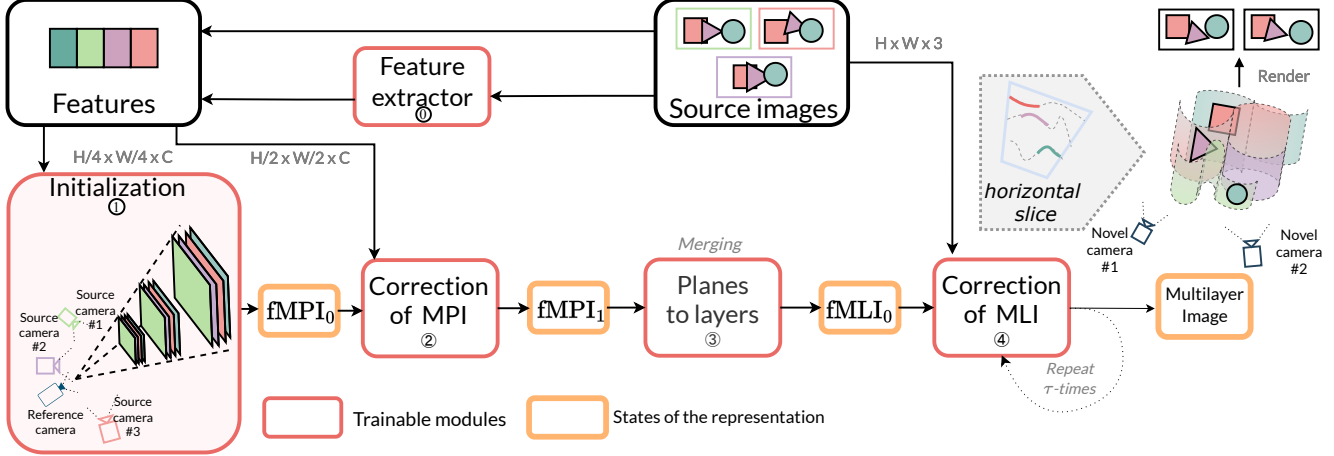 Features
Feature
extractor
⓪
Source images
H x W x 3
Render
H/4 x W/4 x C
H/2 x W/2 x C
horizontal
slice
Novel
camera
#1
Novel
camera
#2
Initialization
①
Source
camera
#1
Source
camera
#2
Reference
camera
Source
camera
#3
fMPI₀
Correction
of MPI
②
fMPI₁
Merging
Planes
to layers
③
fMLI₀
Correction
of MLI
④
Repeat
τ-times
Multilayer
Image
Trainable modules
States of the representation